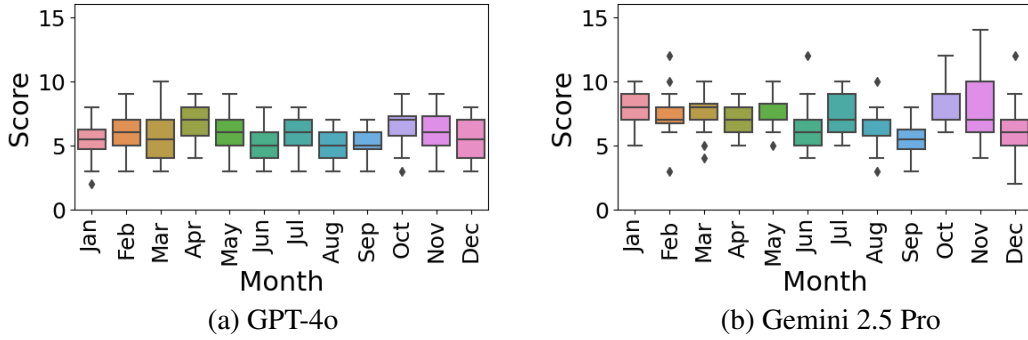 15
10
5
0
Score
Jan
Feb
Mar
Apr
May
Jun
Jul
Aug
Sep
Oct
Nov
Dec
Month
(a) GPT-4o
15
10
5
0
Score
Jan
Feb
Mar
Apr
May
Jun
Jul
Aug
Sep
Oct
Nov
Dec
Month
(b) Gemini 2.5 Pro